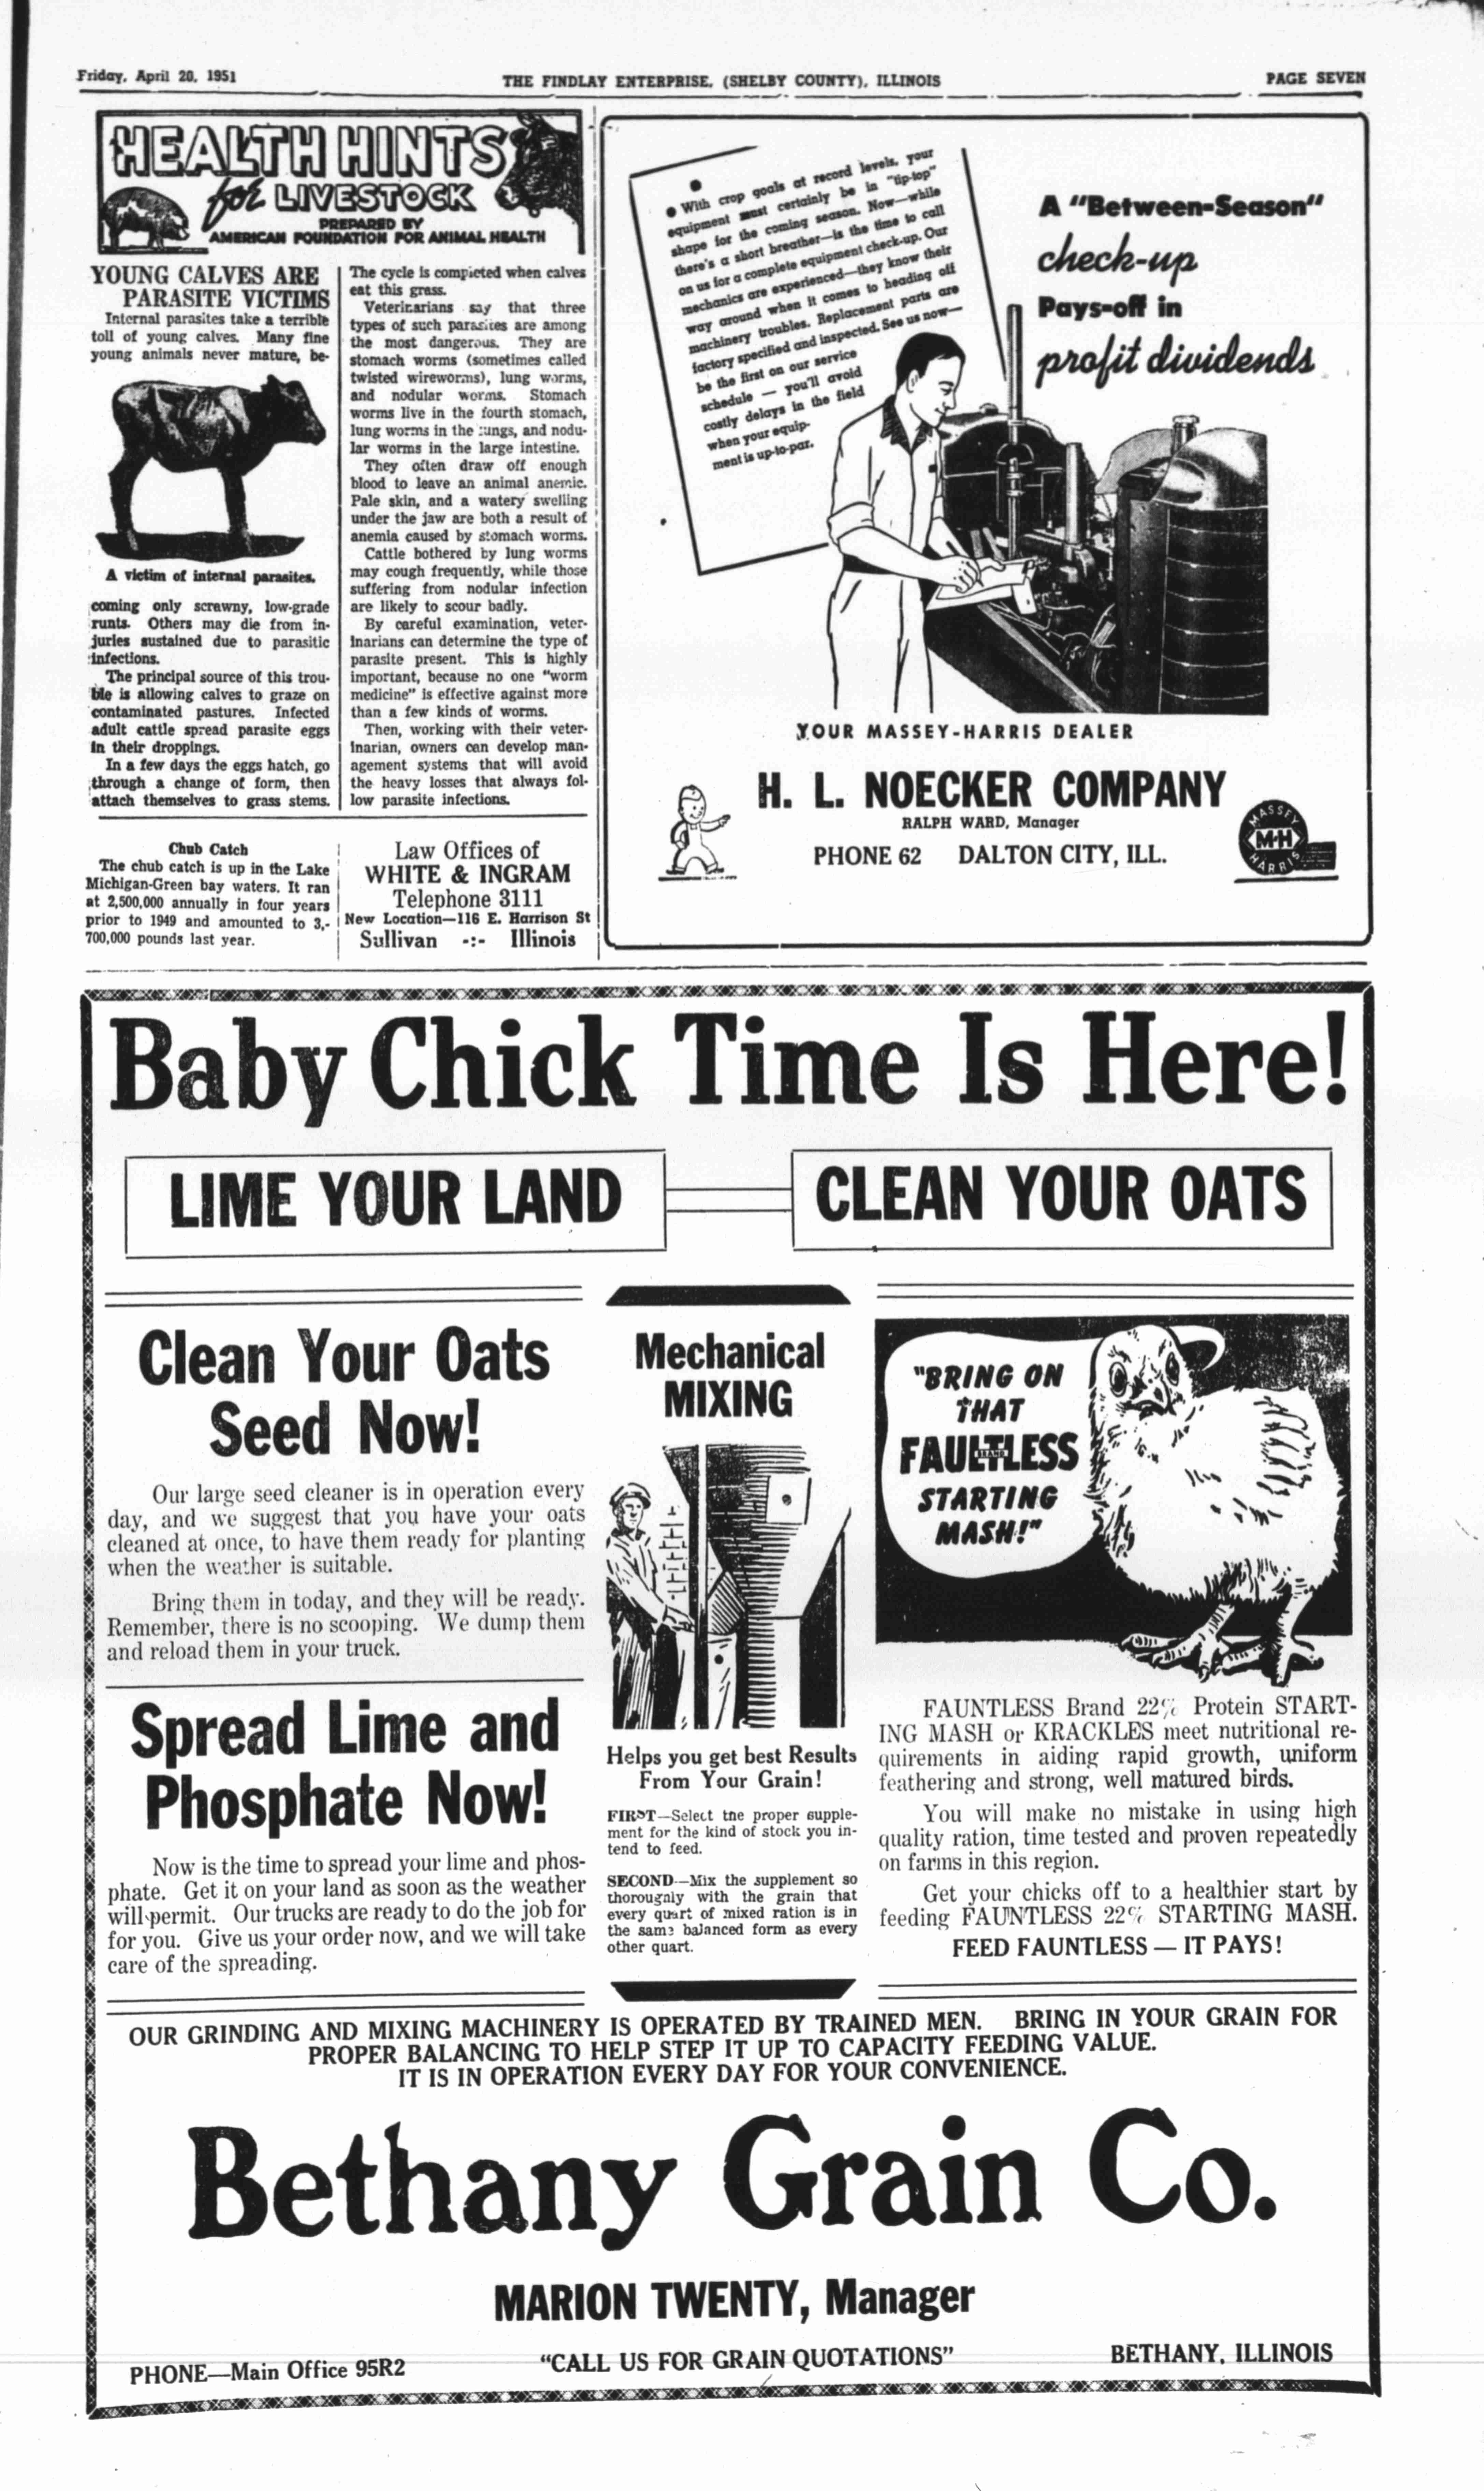 Friday, April 20, 1951
THE FINDLAY ENTERPRISE, (SHELBY COUNTY), ILLINOIS
PAGE SEVEN
HEALTH HINTS
for LIVESTOCK
PREPARED BY
AMERICAN FOUNDATION FOR ANIMAL HEALTH
YOUNG CALVES ARE
PARASITE VICTIMS
Internal parasites take a terrible
toll of young calves. Many fine
young animals never mature, be-
A victim of internal parasites.
coming only scrawny, low-grade
runts. Others may die from in-
juries sustained due to parasitic
infections.
The principal source of this trou-
ble is allowing calves to graze on
contaminated pastures. Infected
adult cattle spread parasite eggs
in their droppings.
In a few days the eggs hatch, go
through a change of form, then
attach themselves to grass stems.
The cycle is completed when calves
eat this grass.
Veterinarians say that three
types of such parasites are among
the most dangerous. They are
stomach worms (sometimes called
twisted wireworms), lung worms,
and nodular worms. Stomach
worms live in the fourth stomach,
lung worms in the lungs, and nodu-
lar worms in the large intestine.
They often draw off enough
blood to leave an animal anemic.
Pale skin, and a watery swelling
under the jaw are both a result of
anemia caused by stomach worms.
Cattle bothered by lung worms
may cough frequently, while those
suffering from nodular infection
are likely to scour badly.
By careful examination, veter-
inarians can determine the type of
parasite present. This is highly
important, because no one "worm
medicine" is effective against more
than a few kinds of worms.
Then, working with their veter-
inarian, owners can develop man-
agement systems that will avoid
the heavy losses that always fol-
low parasite infections.
Chub Catch
The chub catch is up in the Lake
Michigan-Green bay waters. It ran
at 2,500,000 annually in four years
prior to 1949 and amounted to 3,-
700,000 pounds last year.
Law Offices of
WHITE & INGRAM
Telephone 3111
New Location—116 E. Harrison St
Sullivan -:- Illinois
● With crop goals at record levels, your
equipment must certainly be in "tip-top"
shape for the coming season. Now—while
there's a short breather—is the time to call
on us for a complete equipment check-up. Our
mechanics are experienced—they know their
way around when it comes to heading off
machinery troubles. Replacement parts are
factory specified and inspected. See us now—
be the first on our service
schedule — you'll avoid
costly delays in the field
when your equip-
ment is up-to-par.
A "Between-Season"
check-up
Pays-off in
profit dividends
YOUR MASSEY-HARRIS DEALER
H. L. NOECKER COMPANY
RALPH WARD, Manager
PHONE 62 DALTON CITY, ILL.
MASSEY
M-H
HARRIS
Baby Chick Time Is Here!
LIME YOUR LAND
CLEAN YOUR OATS
Clean Your Oats
Seed Now!
Our large seed cleaner is in operation every
day, and we suggest that you have your oats
cleaned at once, to have them ready for planting
when the weather is suitable.
Bring them in today, and they will be ready.
Remember, there is no scooping. We dump them
and reload them in your truck.
Spread Lime and
Phosphate Now!
Now is the time to spread your lime and phos-
phate. Get it on your land as soon as the weather
will permit. Our trucks are ready to do the job for
for you. Give us your order now, and we will take
care of the spreading.
Mechanical
MIXING
Helps you get best Results
From Your Grain!
FIRST—Select the proper supple-
ment for the kind of stock you in-
tend to feed.
SECOND—Mix the supplement so
thorougnly with the grain that
every quart of mixed ration is in
the same balanced form as every
other quart.
"BRING ON
THAT
FAULTLESS
BRAND
STARTING
MASH!"
FAUNTLESS Brand 22% Protein START-
ING MASH or KRACKLES meet nutritional re-
quirements in aiding rapid growth, uniform
feathering and strong, well matured birds.
You will make no mistake in using high
quality ration, time tested and proven repeatedly
on farms in this region.
Get your chicks off to a healthier start by
feeding FAUNTLESS 22% STARTING MASH.
FEED FAUNTLESS — IT PAYS!
OUR GRINDING AND MIXING MACHINERY IS OPERATED BY TRAINED MEN. BRING IN YOUR GRAIN FOR
PROPER BALANCING TO HELP STEP IT UP TO CAPACITY FEEDING VALUE.
IT IS IN OPERATION EVERY DAY FOR YOUR CONVENIENCE.
Bethany Grain Co.
MARION TWENTY, Manager
PHONE—Main Office 95R2
"CALL US FOR GRAIN QUOTATIONS"
BETHANY, ILLINOIS